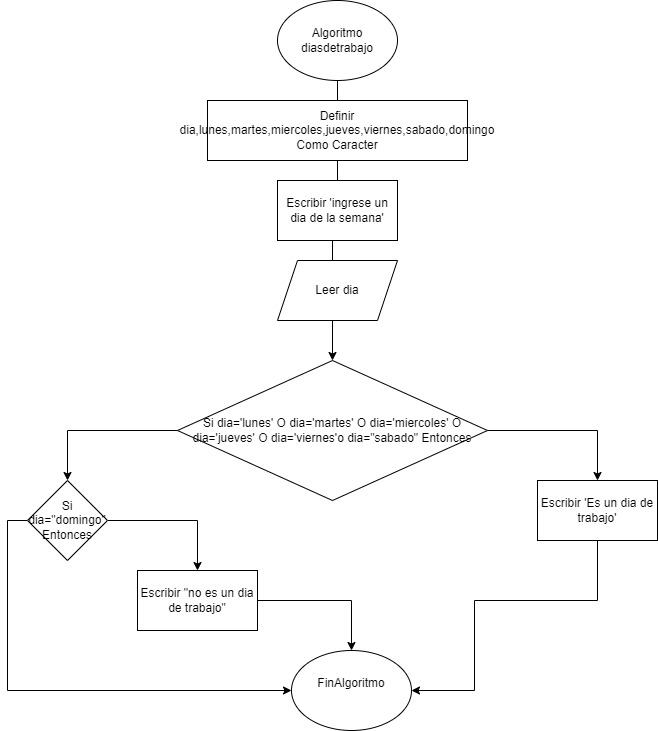 Algoritmo
diasdetrabajo
Definir
dia,lunes,martes,miercoles,jueves,viernes,sabado,domingo
Como Caracter
Escribir 'ingrese un
dia de la semana'
Leer dia
Si dia='lunes' O dia='martes' O dia='miercoles' O
dia='jueves' O dia='viernes'o dia="sabado" Entonces
Si
dia="domingo"
Entonces
Escribir 'Es un dia de
trabajo'
Escribir "no es un dia
de trabajo"
FinAlgoritmo